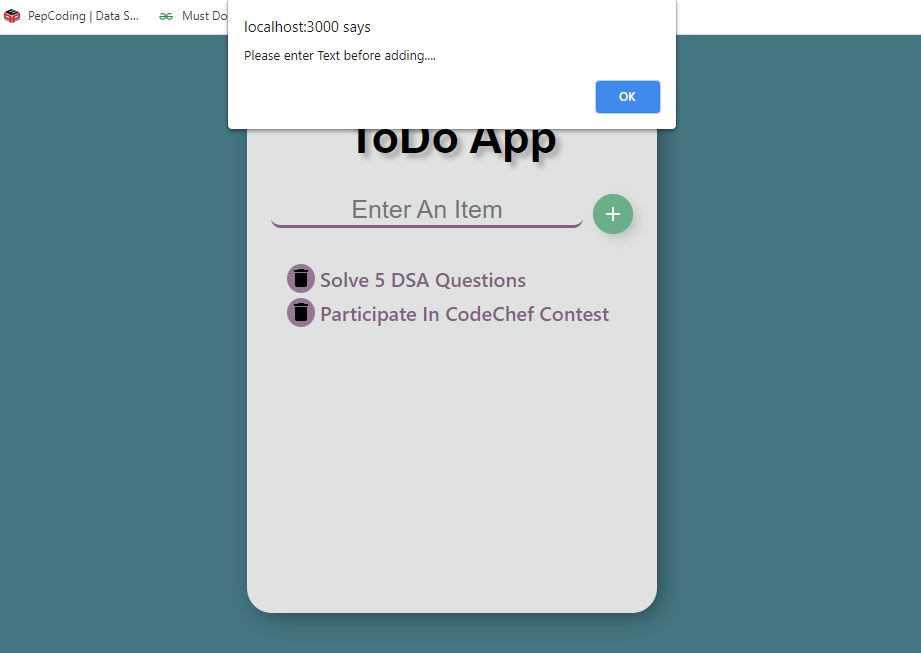 PepCoding | Data S...
Must Do
localhost:3000 says
Please enter Text before adding....
OK
ToDo App
Enter An Item
+
Solve 5 DSA Questions
Participate In CodeChef Contest